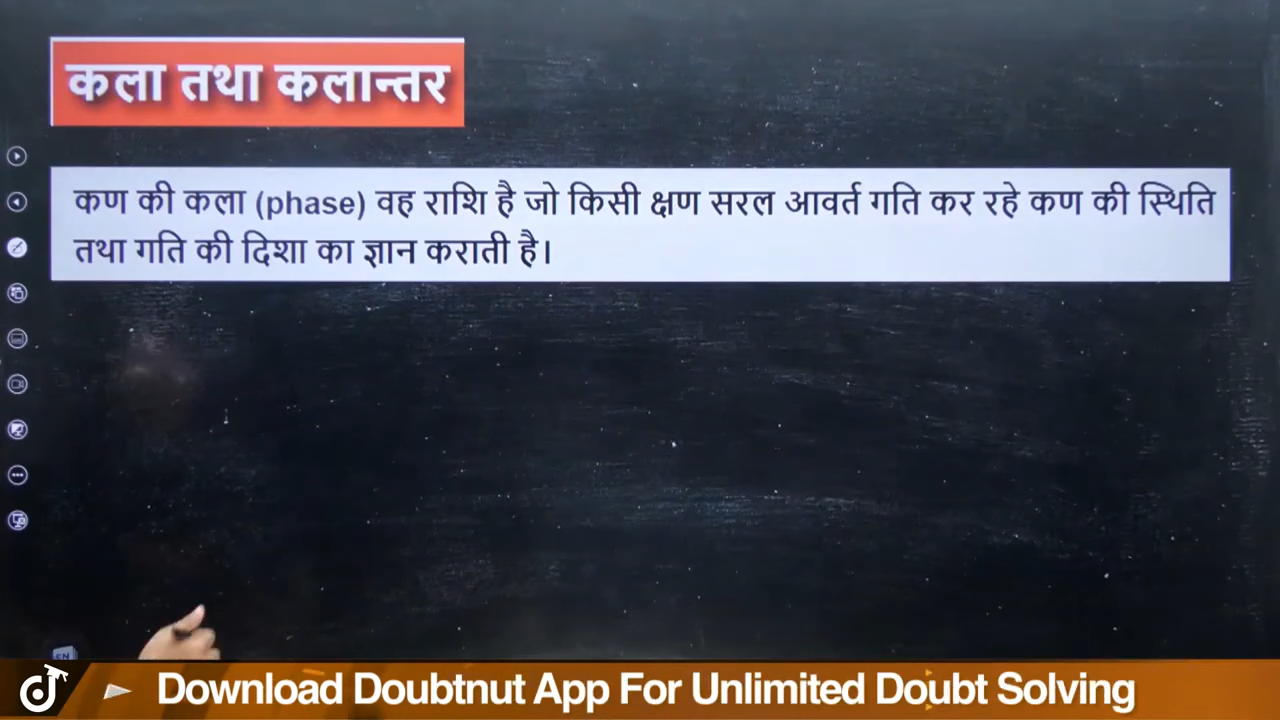 कला तथा कलान्तर
कण की कला (phase) वह राशि है जो किसी क्षण सरल आवर्त गति कर रहे कण की स्थिति
तथा गति की दिशा का ज्ञान कराती है।
EN
Download Doubtnut App For Unlimited Doubt Solving